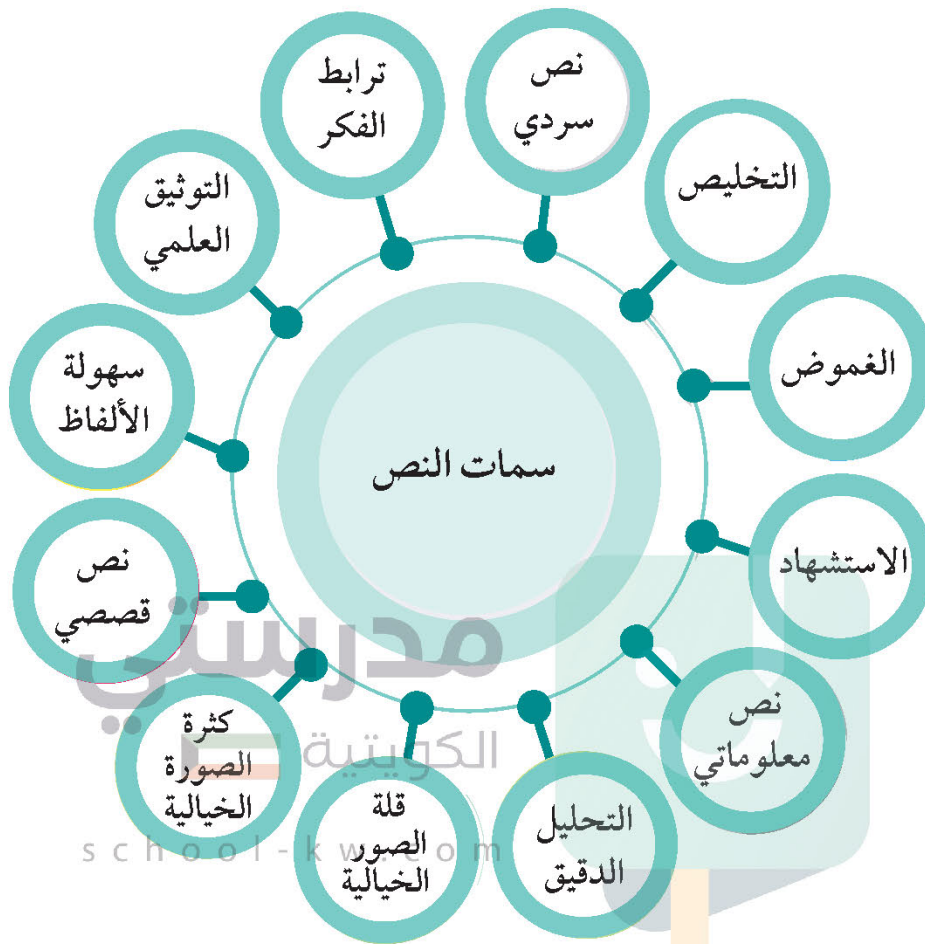 نص
سردي
ترابط
الفكر
التخليص
التوثيق
العلمي
الغموض
سهولة
الألفاظ
سمات النص
الاستشهاد
نص
قصصي
نص
معلوماتي
كثرة
الصورة
الخيالية
التحليل
الدقيق
قلة
الصور
الخيالية
مدرستي
الكويتية
school-kw.com